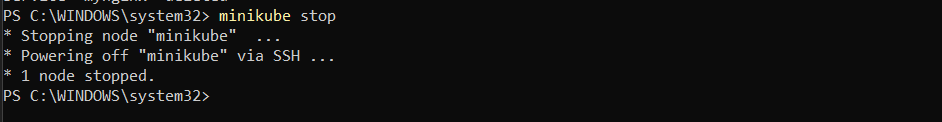 PS C:\WINDOWS\system32> minikube stop
* Stopping node "minikube"  ...
* Powering off "minikube" via SSH ...
* 1 node stopped.
PS C:\WINDOWS\system32>